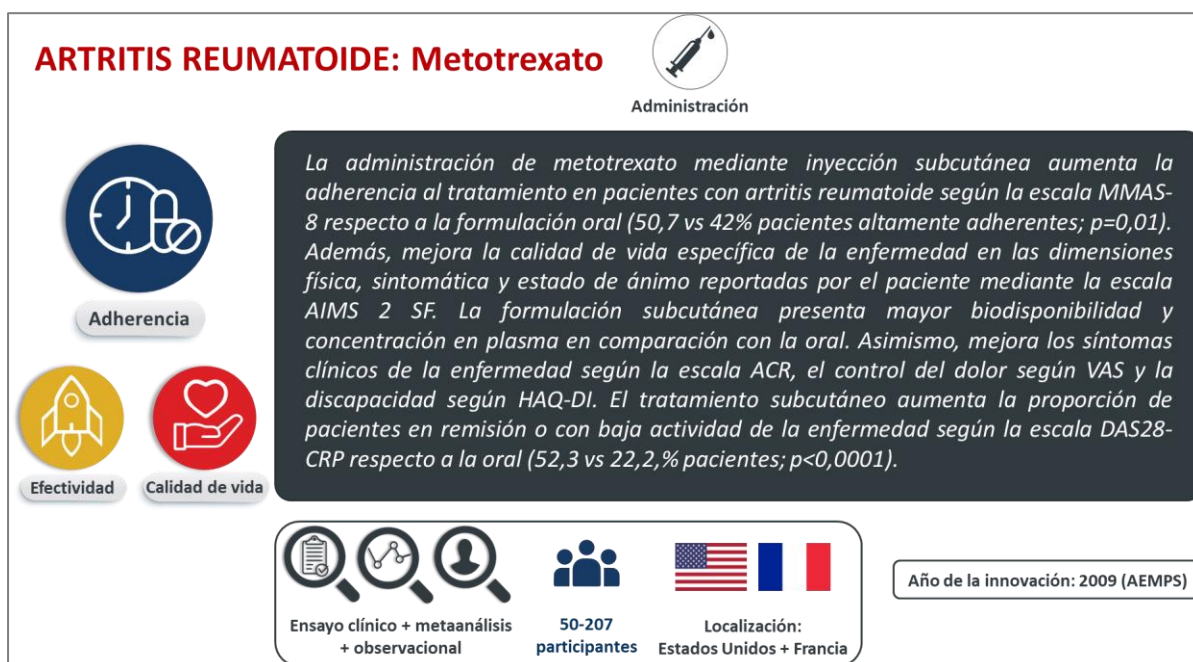 ARTRITIS REUMATOIDE: Metotrexato
Administración
La administración de metotrexato mediante inyección subcutánea aumenta la
adherencia al tratamiento en pacientes con artritis reumatoide según la escala MMAS-
8 respecto a la formulación oral (50,7 vs 42% pacientes altamente adherentes; p=0,01).
Además, mejora la calidad de vida específica de la enfermedad en las dimensiones
física, sintomática y estado de ánimo reportadas por el paciente mediante la escala
AIMS 2 SF. La formulación subcutánea presenta mayor biodisponibilidad y
concentración en plasma en comparación con la oral. Asimismo, mejora los síntomas
clínicos de la enfermedad según la escala ACR, el control del dolor según VAS y la
discapacidad según HAQ-DI. El tratamiento subcutáneo aumenta la proporción de
pacientes en remisión o con baja actividad de la enfermedad según la escala DAS28-
CRP respecto a la oral (52,3 vs 22,2,% pacientes; p<0,0001).
Adherencia
Efectividad
Calidad de vida
Ensayo clínico + metaanálisis
+ observacional
50-207
participantes
Localización:
Estados Unidos + Francia
Año de la innovación: 2009 (AEMPS)